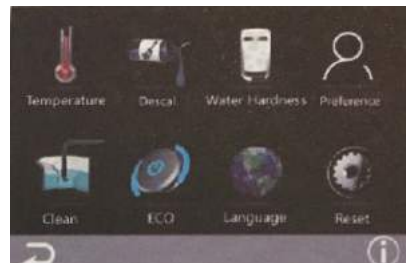 Temperature Descal. Water Hardness Preference
Clean ECO Language Reset